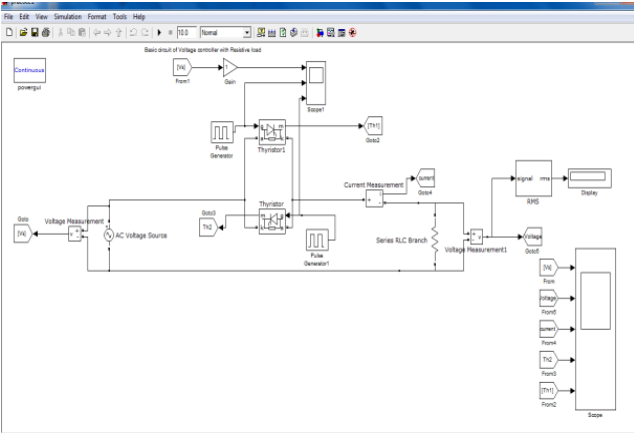 File Edit View Simulation Format Tools Help
10.0 Normal
Basic circuit of Voltage controller with Resistive load
Continuous
powergui
[Vs]
From1
1
Gain
Scope1
Pulse
Generator
Thyristor1
[Th1]
Goto2
Goto
[Vs]
Voltage Measurement
AC Voltage Source
Goto3
Th2
Thyristor
Pulse
Generator1
Current Measurement
current
Goto4
Series RLC Branch
Voltage Measurement1
Voltage
Goto5
signal rms
RMS
Display
[Vs]
From
Voltage
From5
current
From4
Th2
From3
[Th1]
From2
Scope